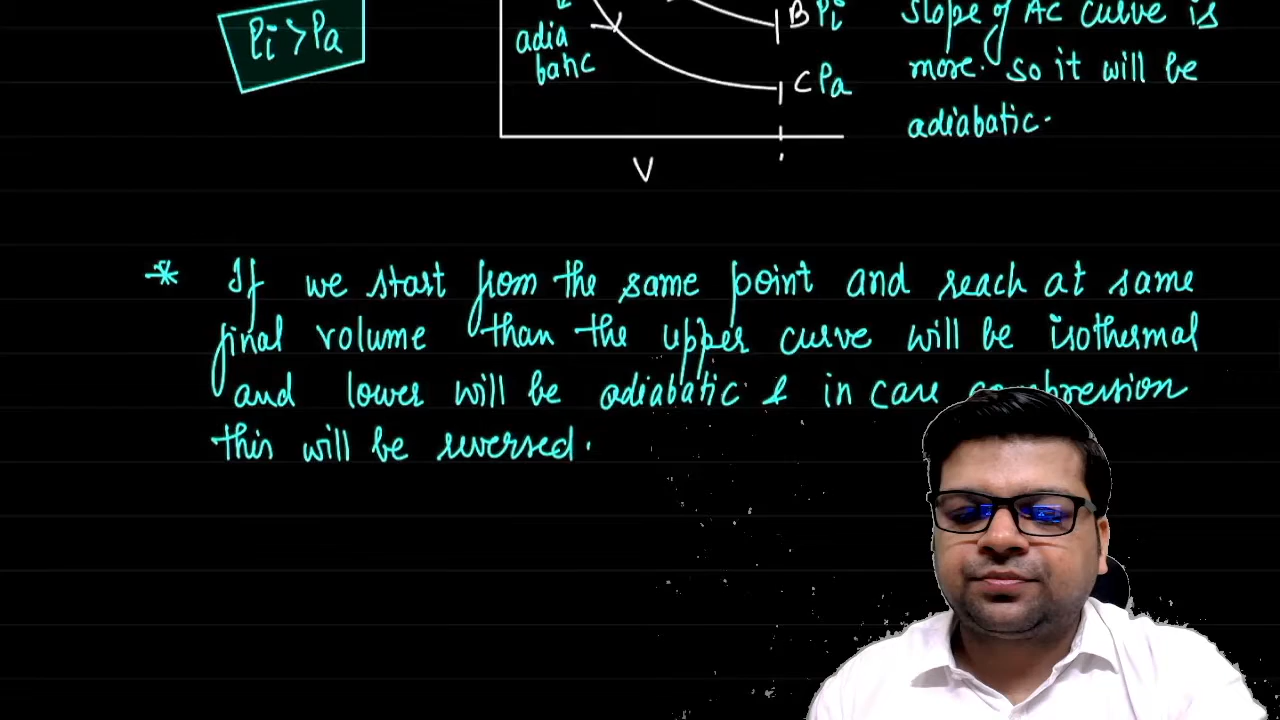 Pi > Pa
adia
batic
B Pi
C Pa
V
slope of AC curve is
more. so it will be
adiabatic.
* If we start from the same point and reach at same
final volume than the upper curve will be isothermal
and lower will be adiabatic & in case compression
this will be reversed.